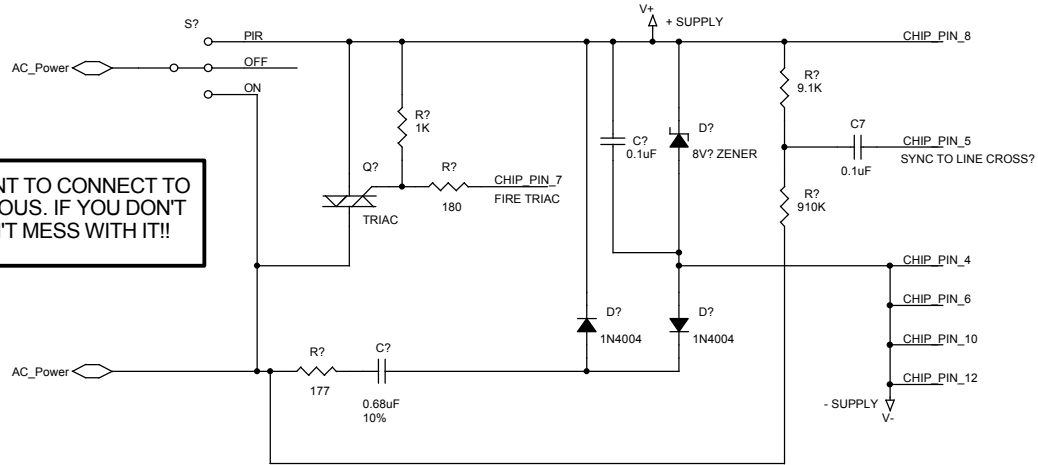 V+
+ SUPPLY
S?
PIR
CHIP_PIN_8
AC_Power
OFF
ON
R?
9.1K
R?
1K
C?
0.1uF
D?
8V? ZENER
C7
0.1uF
CHIP_PIN_5
SYNC TO LINE CROSS?
Q?
TRIAC
R?
180
CHIP_PIN_7
FIRE TRIAC
NT TO CONNECT TO
OUS. IF YOU DON'T
'T MESS WITH IT!!
R?
910K
CHIP_PIN_4
CHIP_PIN_6
D?
1N4004
D?
1N4004
CHIP_PIN_10
AC_Power
R?
177
C?
0.68uF
10%
CHIP_PIN_12
- SUPPLY
V-